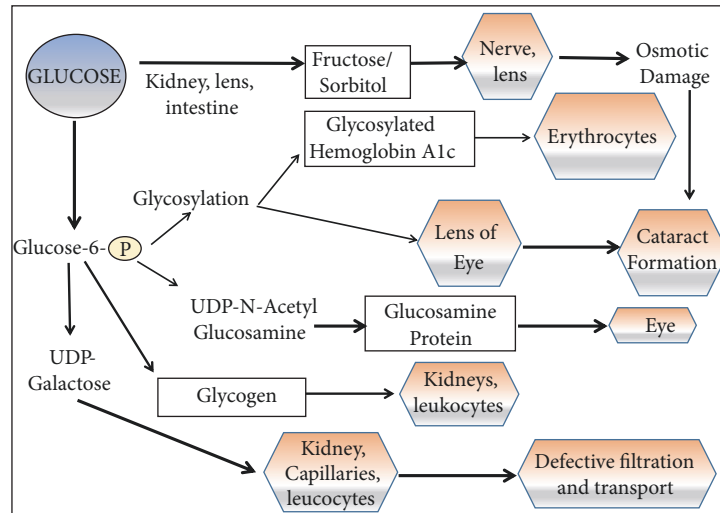 GLUCOSE
Kidney, lens,
intestine
Fructose/
Sorbitol
Nerve,
lens
Osmotic
Damage
Glycosylated
Hemoglobin A1c
Erythrocytes
Glycosylation
Glucose-6- P
Lens of
Eye
Cataract
Formation
UDP-N-Acetyl
Glucosamine
Glucosamine
Protein
Eye
UDP-
Galactose
Glycogen
Kidneys,
leukocytes
Kidney,
Capillaries,
leucocytes
Defective filtration
and transport